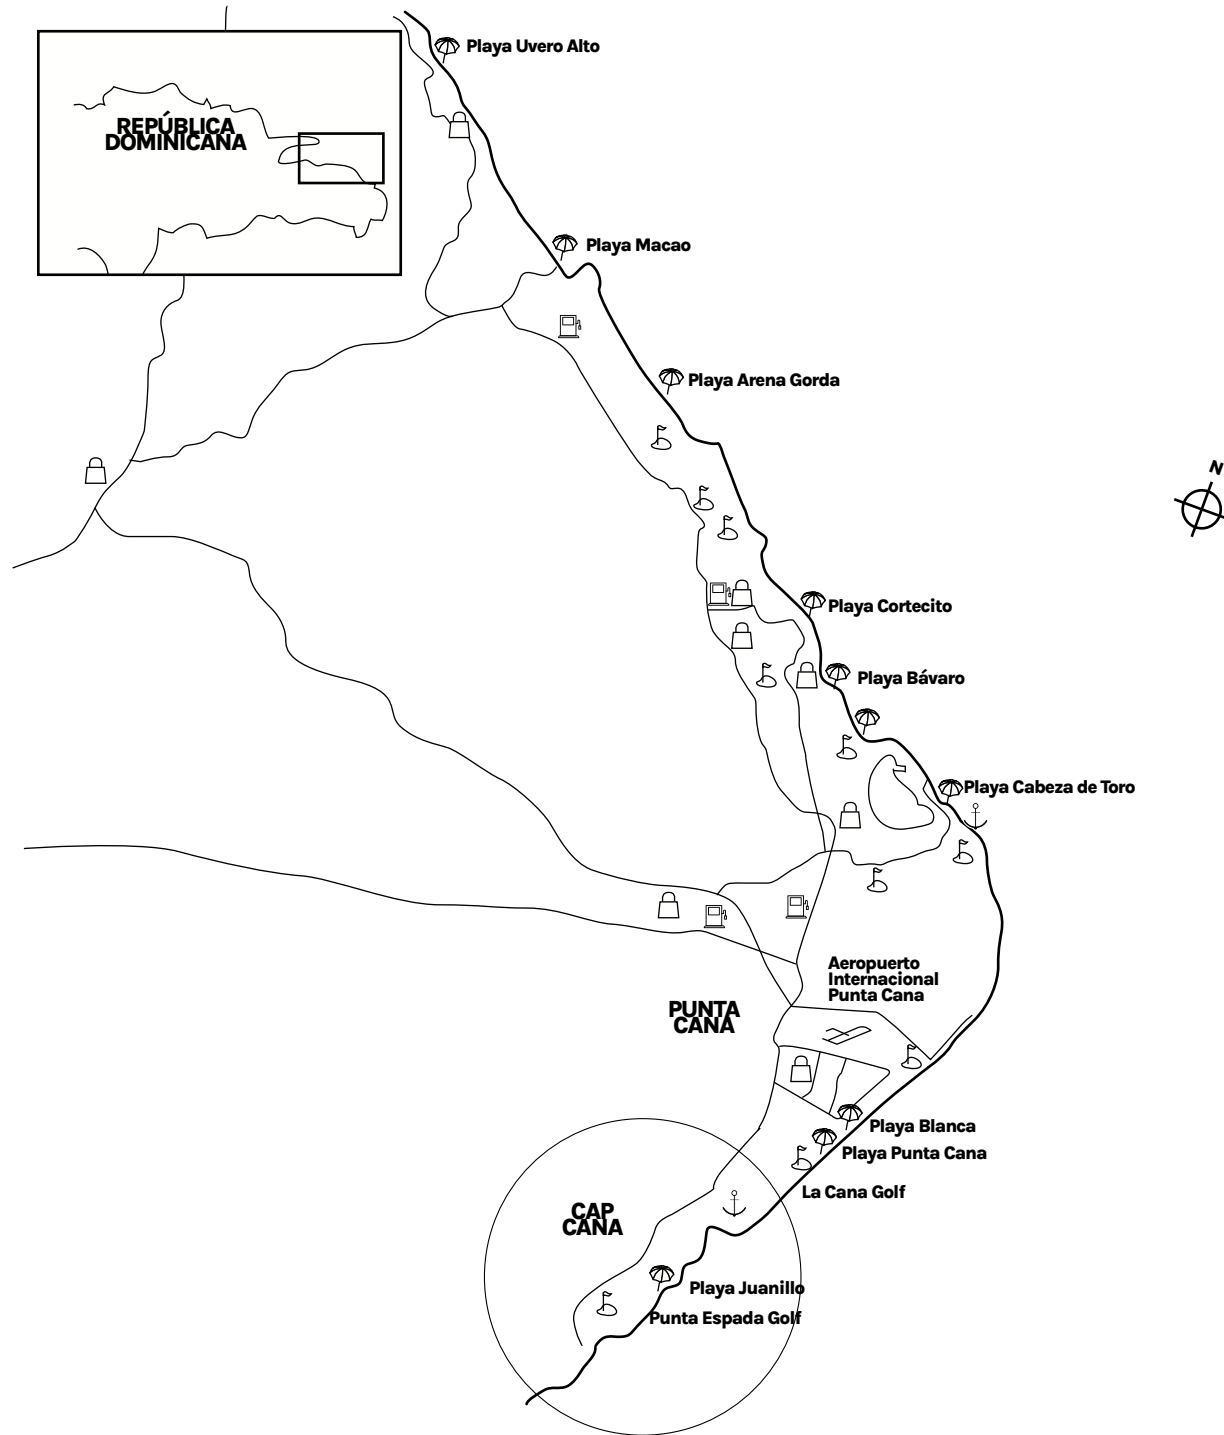 Playa Uvero Alto
REPÚBLICA
DOMINICANA
Playa Macao
Playa Arena Gorda
N
Playa Cortecito
Playa Bávaro
Playa Cabeza de Toro
Aeropuerto
Internacional
Punta Cana
PUNTA
CANA
Playa Blanca
Playa Punta Cana
La Cana Golf
CAP
CANA
Playa Juanillo
Punta Espada Golf